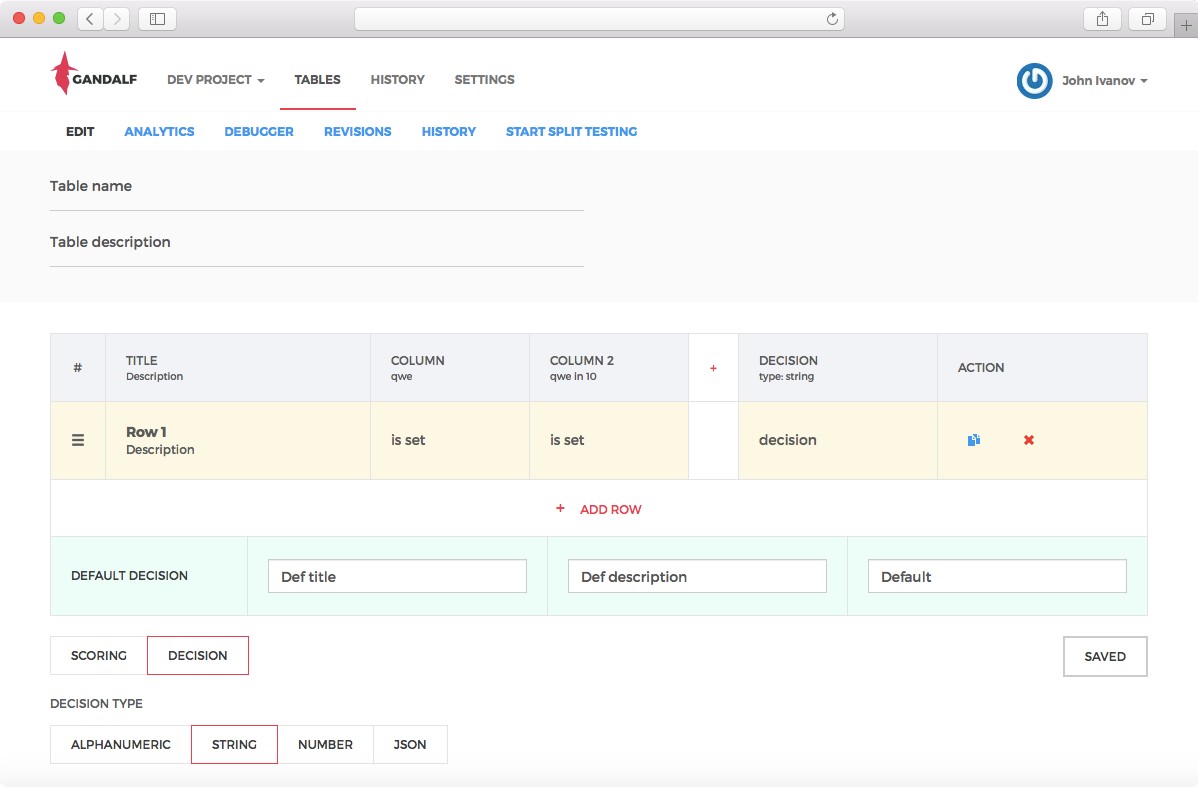 GANDALF DEV PROJECT TABLES HISTORY SETTINGS John Ivanov
EDIT ANALYTICS DEBUGGER REVISIONS HISTORY START SPLIT TESTING
Table name
Table description
# TITLE COLUMN COLUMN 2 + DECISION ACTION
Description qwe qwe in 10 type: string
Row 1 is set is set decision
Description
+ ADD ROW
DEFAULT DECISION Def title Def description Default
SCORING DECISION SAVED
DECISION TYPE
ALPHANUMERIC STRING NUMBER JSON